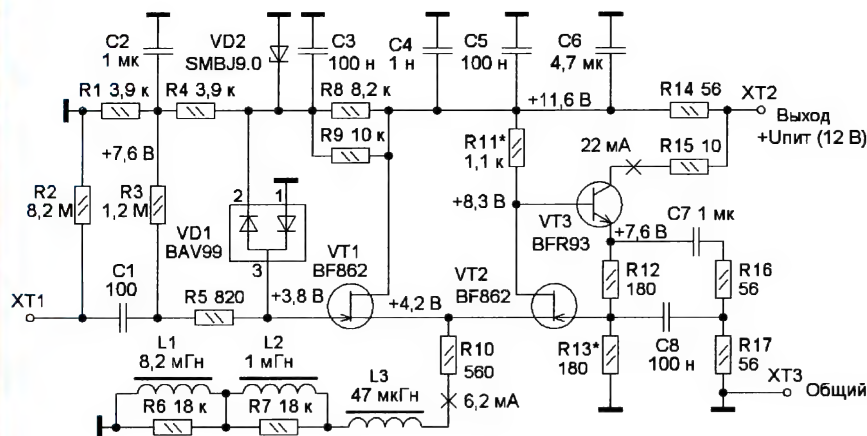 C2
1 мк
VD2
SMBJ9.0
C3
100 н
C4
1 н
C5
100 н
C6
4,7 мк
R1 3,9 к
R4 3,9 к
R8 8,2 к
R9 10 к
+11,6 В
R14 56
XT2
Выход
+Uпит (12 В)
+7,6 В
R11*
1,1 к
22 мА
R15 10
R2
8,2 М
R3
1,2 М
2
1
3
VD1
BAV99
+8,3 В
VT3
BFR93
C7 1 мк
+7,6 В
VT1
BF862
VT2
BF862
R12
180
R16
56
XT1
C1
100
R5 820
+3,8 В
+4,2 В
R10
560
R13*
180
C8
100 н
R17
56
L1
8,2 мГн
L2
1 мГн
L3
47 мкГн
R6 18 к
R7 18 к
6,2 мА
XT3
Общий